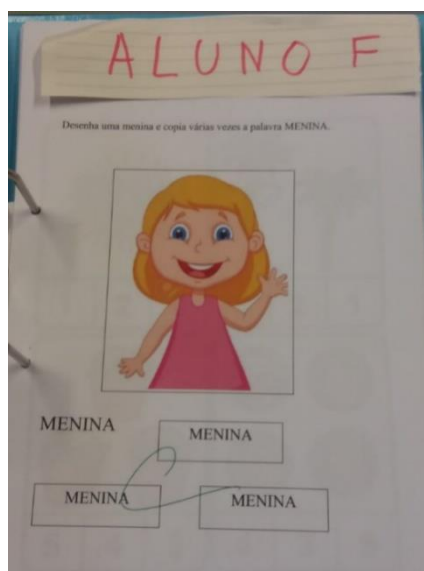 ALUNO F
Desenha uma menina e copia várias vezes a palavra MENINA.
MENINA
MENINA
MENINA
MENINA